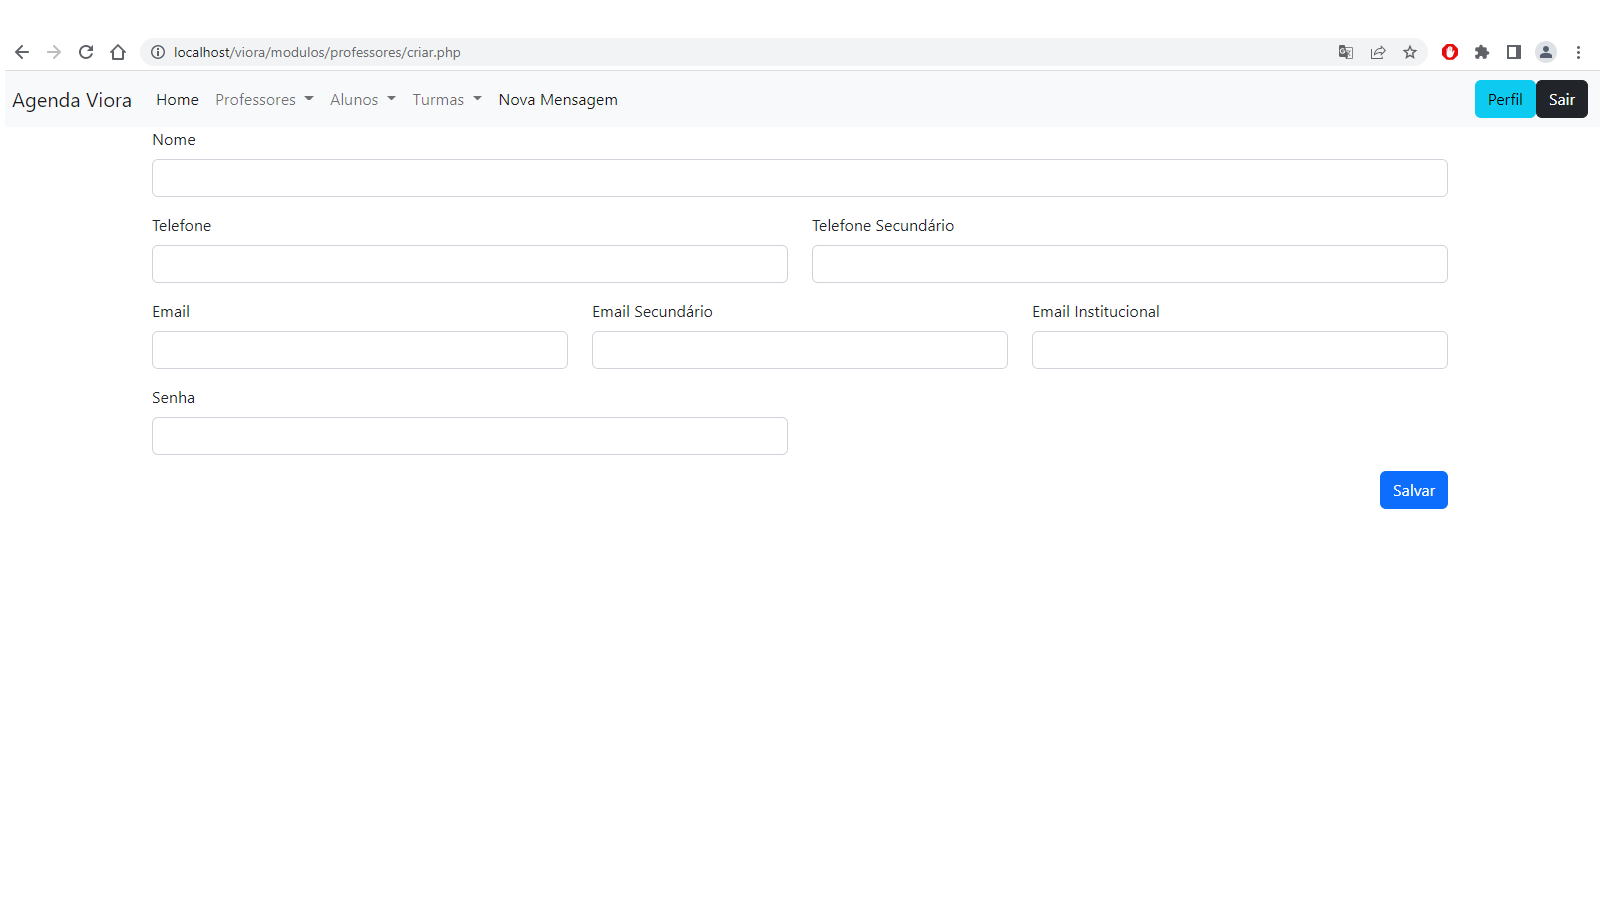 localhost/viora/modulos/professores/criar.php
Agenda Viora Home Professores Alunos Turmas Nova Mensagem Perfil Sair
Nome
Telefone Telefone Secundário
Email Email Secundário Email Institucional
Senha
Salvar